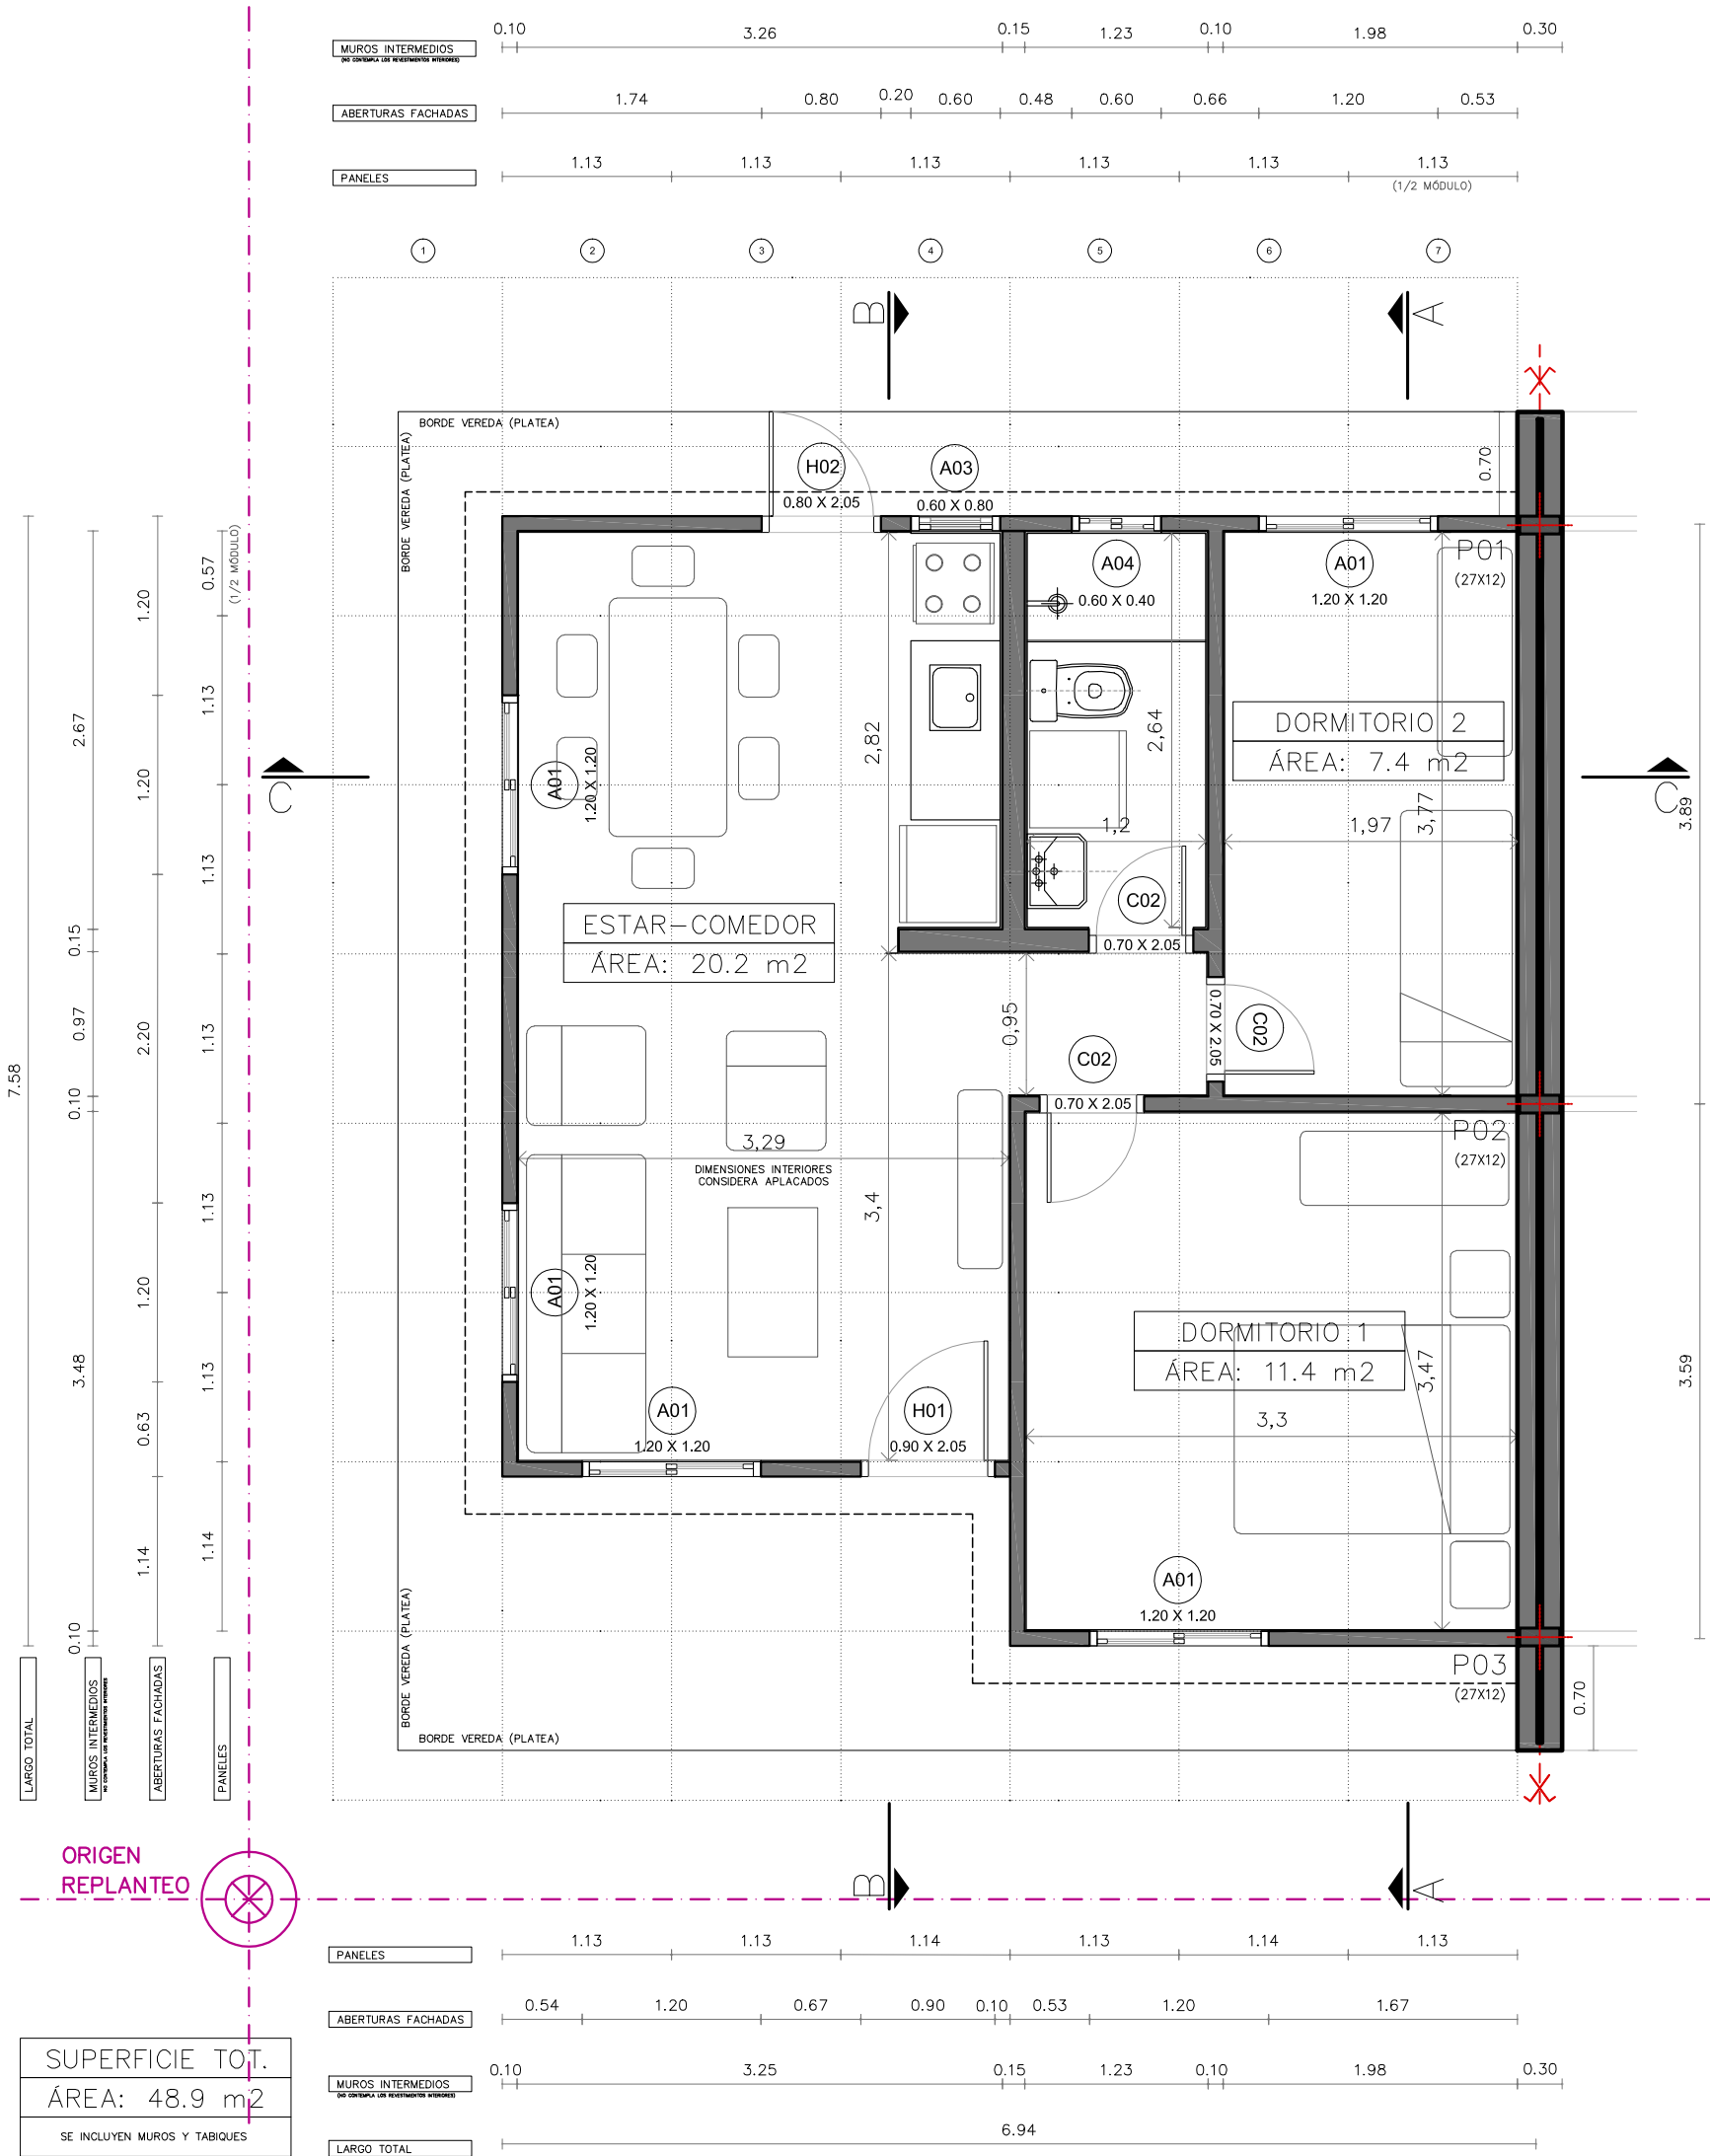 0.10 3.26 0.15 1.23 0.10 1.98 0.30
MUROS INTERMEDIOS
(NO CONTEMPLA LOS REVESTIMIENTOS INTERIORES)
1.74 0.80 0.20 0.60 0.48 0.60 0.66 1.20 0.53
ABERTURAS FACHADAS
1.13 1.13 1.13 1.13 1.13 1.13
PANELES
(1/2 MÓDULO)
1 2 3 4 5 6 7
B A
BORDE VEREDA (PLATEA)
BORDE VEREDA (PLATEA)
H02
0.80 X 2.05
A03
0.60 X 0.80
0.70
A04
0.60 X 0.40
A01
1.20 X 1.20
P01
(27X12)
DORMITORIO 2
ÁREA: 7.4 m2
2,82
2,64
3,77
1,2
1,97
A01
1.20 X 1.20
C
C
3.89
C02
0.70 X 2.05
ESTAR-COMEDOR
ÁREA: 20.2 m2
0,95
C02
0.70 X 2.05
C02
0.70 X 2.05
3,29
DIMENSIONES INTERIORES
CONSIDERA APLACADOS
3,4
P02
(27X12)
A01
1.20 X 1.20
DORMITORIO 1
ÁREA: 11.4 m2
3,47
3,3
3.59
A01
1.20 X 1.20
H01
0.90 X 2.05
A01
1.20 X 1.20
P03
(27X12)
0.70
BORDE VEREDA (PLATEA)
BORDE VEREDA (PLATEA)
7.58
LARGO TOTAL
2.67 0.15 0.97 0.10 3.48 0.10
MUROS INTERMEDIOS
NO CONTEMPLA LOS REVESTIMIENTOS INTERIORES
1.20 1.20 2.20 1.20 0.63 1.14
ABERTURAS FACHADAS
0.57 1.13 1.13 1.13 1.13 1.13 1.14
(1/2 MÓDULO)
PANELES
ORIGEN
REPLANTEO
B A
1.13 1.13 1.14 1.13 1.14 1.13
PANELES
0.54 1.20 0.67 0.90 0.10 0.53 1.20 1.67
ABERTURAS FACHADAS
0.10 3.25 0.15 1.23 0.10 1.98 0.30
MUROS INTERMEDIOS
(NO CONTEMPLA LOS REVESTIMIENTOS INTERIORES)
6.94
LARGO TOTAL
SUPERFICIE TOT.
ÁREA: 48.9 m2
SE INCLUYEN MUROS Y TABIQUES